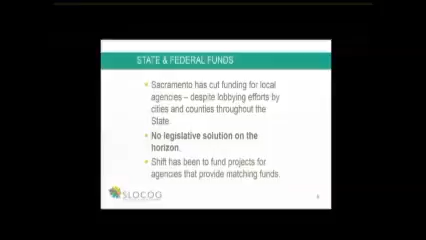 STATE & FEDERAL FUNDS
• Sacramento has cut funding for local
agencies – despite lobbying efforts by
cities and counties throughout the
State.
• No legislative solution on the
horizon.
• Shift has been to fund projects for
agencies that provide matching funds.
SLOCOG